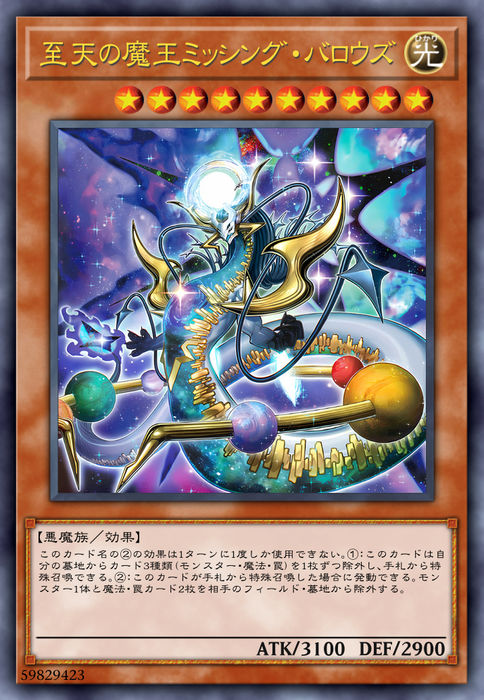 至天の魔王ミッシング・バロウズ
ひかり
光
【悪魔族/効果】
このカード名の②の効果は1ターンに1度しか使用できない。①:このカードは自
分の墓地からカード3種類(モンスター・魔法・罠)を1枚ずつ除外し、手札から特
殊召喚できる。②:このカードが手札から特殊召喚した場合に発動できる。モン
スター1体と魔法・罠カード2枚を相手のフィールド・墓地から除外する。
ATK/3100 DEF/2900
59829423